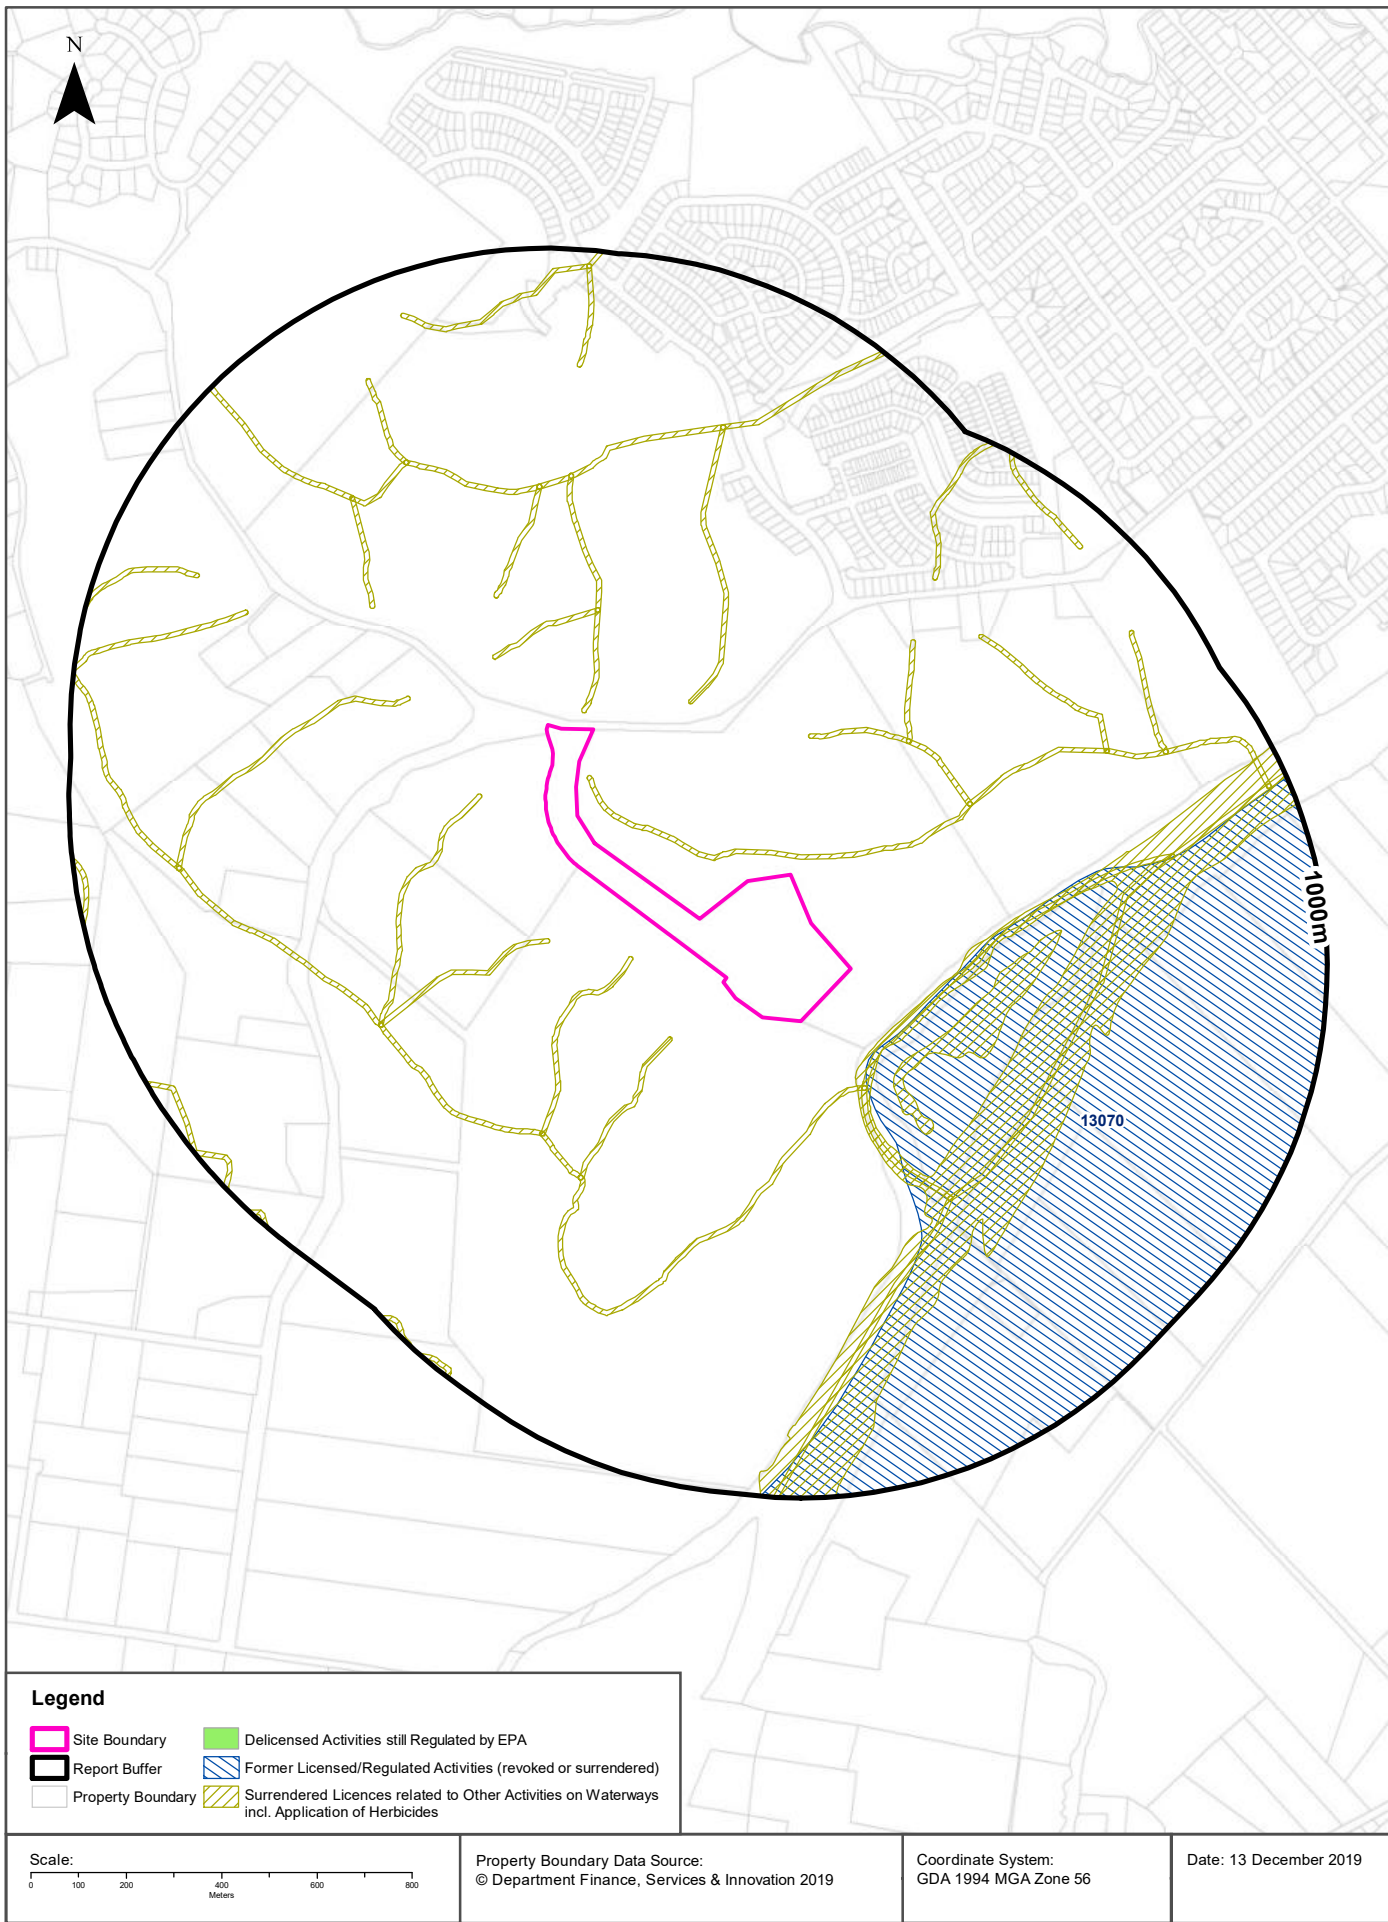 N
1000m
13070
Legend
Site Boundary
Report Buffer
Property Boundary
Delicensed Activities still Regulated by EPA
Former Licensed/Regulated Activities (revoked or surrendered)
Surrendered Licences related to Other Activities on Waterways
incl. Application of Herbicides
Scale:
0 100 200 400 600 800
Meters
Property Boundary Data Source:
© Department Finance, Services & Innovation 2019
Coordinate System:
GDA 1994 MGA Zone 56
Date: 13 December 2019